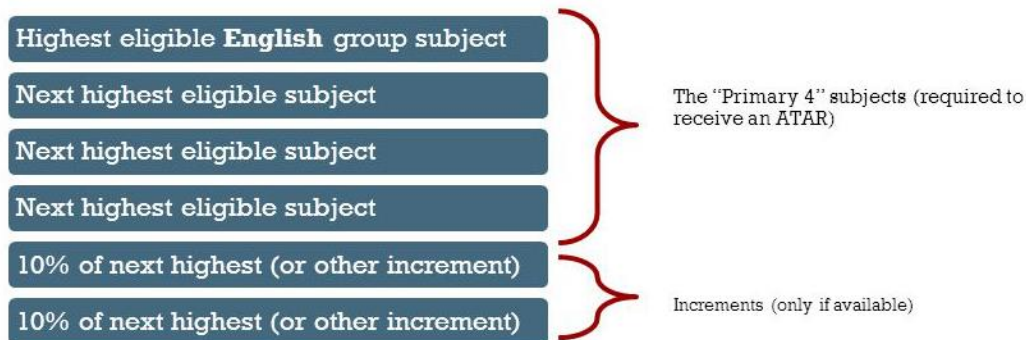 Highest eligible English group subject
Next highest eligible subject
Next highest eligible subject
Next highest eligible subject
10% of next highest (or other increment)
10% of next highest (or other increment)
The “Primary 4” subjects (required to
receive an ATAR)
Increments (only if available)